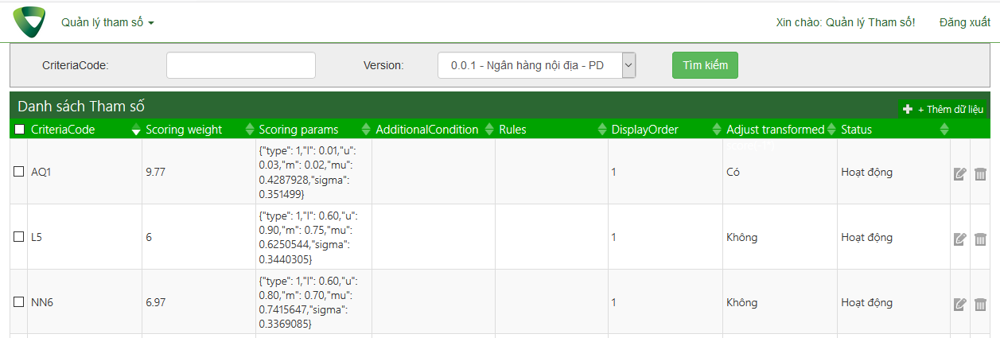 Quản lý tham số
Xin chào: Quản lý Tham số!
Đăng xuất
CriteriaCode:
Version:
0.0.1 - Ngân hàng nội địa - PD
Tìm kiếm
Danh sách Tham số
+ Thêm dữ liệu
CriteriaCode
Scoring weight
Scoring params
AdditionalCondition
Rules
DisplayOrder
Adjust transformed
Status
AQ1
9.77
{"type": 1,"l": 0.01,"u":
0.03,"m": 0.02,"mu":
0.4287928,"sigma":
0.351499}
1
Có
Hoạt động
L5
6
{"type": 1,"l": 0.60,"u":
0.90,"m": 0.75,"mu":
0.6250544,"sigma":
0.3440305}
1
Không
Hoạt động
NN6
6.97
{"type": 1,"l": 0.60,"u":
0.80,"m": 0.70,"mu":
0.7415647,"sigma":
0.3369085}
1
Không
Hoạt động